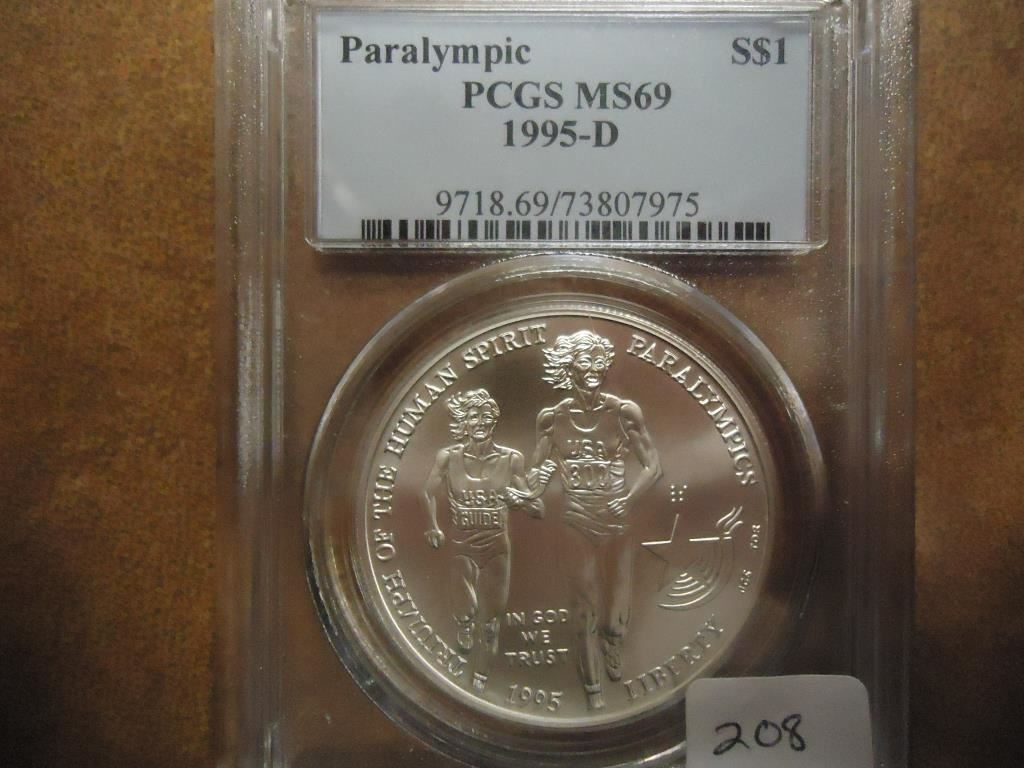 Paralympic S$1
PCGS MS69
1995-D
9718.69/73807975
TRIUMPH OF THE HUMAN SPIRIT PARALYMPICS
USA
800
USA
GUIDE
IN GOD
WE
TRUST
1995
LIBERTY
208